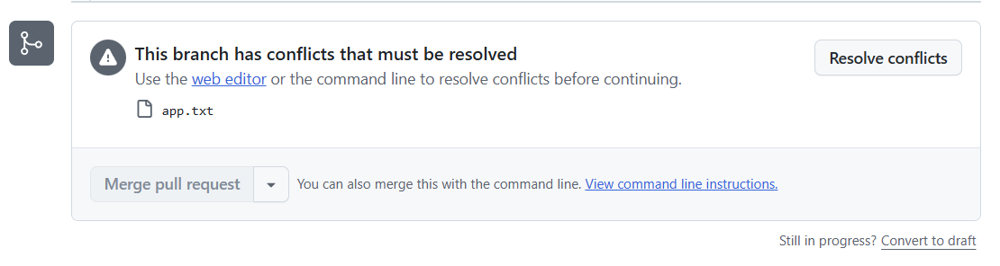 This branch has conflicts that must be resolved
Resolve conflicts
Use the web editor or the command line to resolve conflicts before continuing.
app.txt
Merge pull request
You can also merge this with the command line. View command line instructions.
Still in progress? Convert to draft